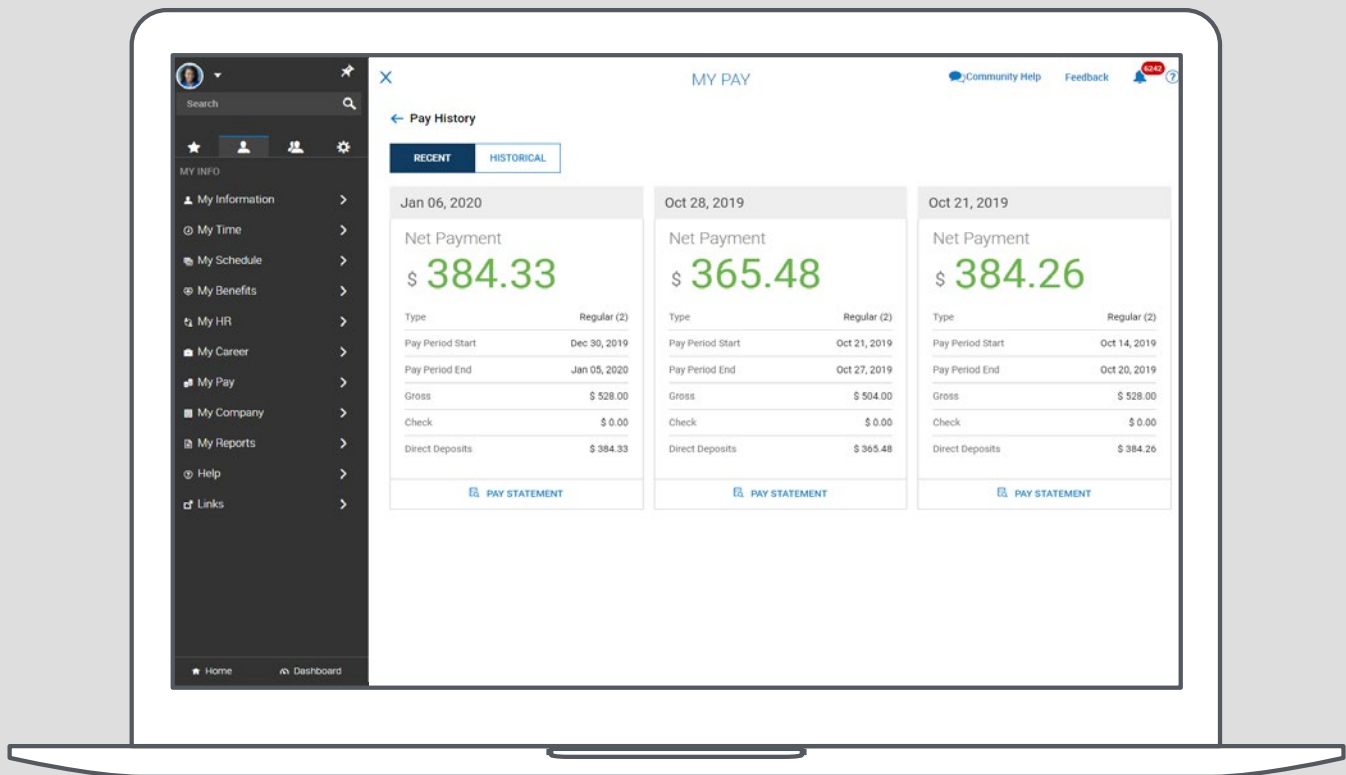 MY PAY
Community Help
Feedback
6242
?
Search
Pay History
RECENT
HISTORICAL
MY INFO
My Information
My Time
My Schedule
My Benefits
My HR
My Career
My Pay
My Company
My Reports
Help
Links
Home
Dashboard
Jan 06, 2020
Net Payment
$ 384.33
Type Regular (2)
Pay Period Start Dec 30, 2019
Pay Period End Jan 05, 2020
Gross $ 528.00
Check $ 0.00
Direct Deposits $ 384.33
PAY STATEMENT
Oct 28, 2019
Net Payment
$ 365.48
Type Regular (2)
Pay Period Start Oct 21, 2019
Pay Period End Oct 27, 2019
Gross $ 504.00
Check $ 0.00
Direct Deposits $ 365.48
PAY STATEMENT
Oct 21, 2019
Net Payment
$ 384.26
Type Regular (2)
Pay Period Start Oct 14, 2019
Pay Period End Oct 20, 2019
Gross $ 528.00
Check $ 0.00
Direct Deposits $ 384.26
PAY STATEMENT